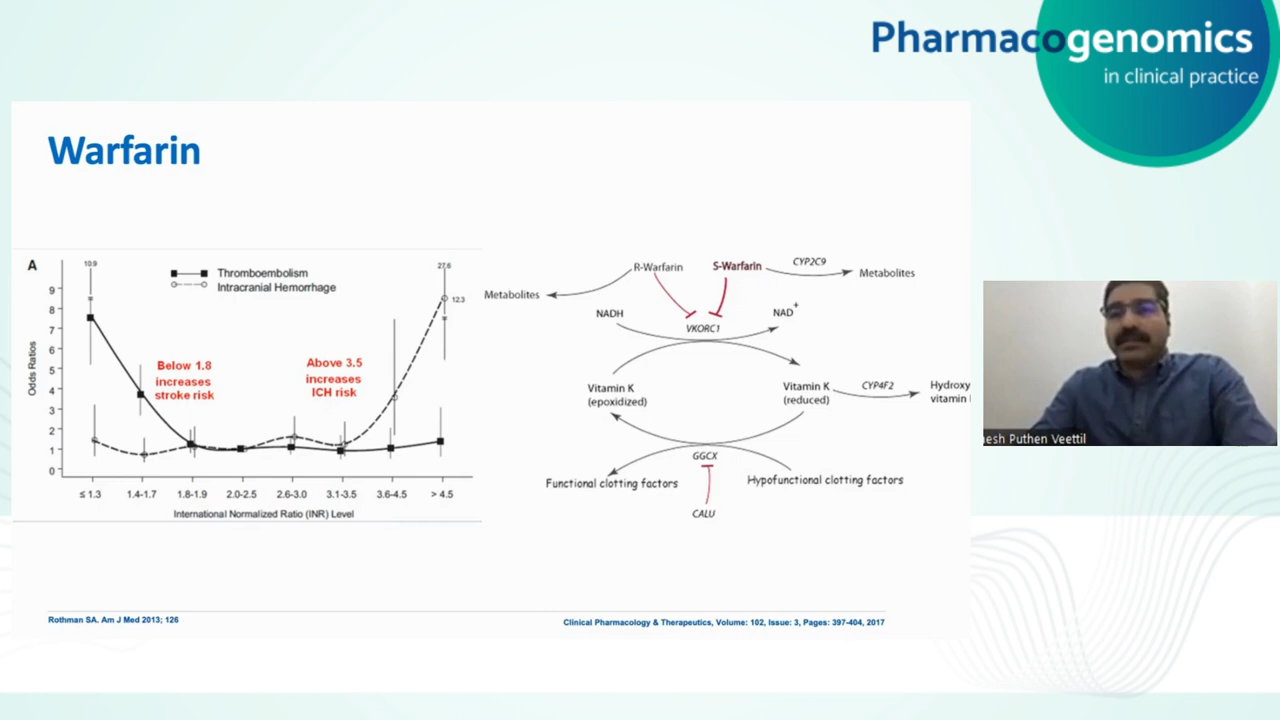 Pharmacogenomics
in clinical practice
Warfarin
A
10.9
27.6
12.3
Thromboembolism
Intracranial Hemorrhage
Below 1.8
increases
stroke risk
Above 3.5
increases
ICH risk
Odds Ratios
9
8
7
6
5
4
3
2
1
0
≤ 1.3
1.4-1.7
1.8-1.9
2.0-2.5
2.6-3.0
3.1-3.5
3.6-4.5
> 4.5
International Normalized Ratio (INR) Level
R-Warfarin
S-Warfarin
CYP2C9
Metabolites
Metabolites
NADH
NAD+
VKORC1
Vitamin K
(epoxidized)
Vitamin K
(reduced)
CYP4F2
Hydroxy
vitamin
GGCX
Functional clotting factors
Hypofunctional clotting factors
CALU
Rothman SA. Am J Med 2013; 126
Clinical Pharmacology & Therapeutics, Volume: 102, Issue: 3, Pages: 397-404, 2017
Puthen Veettil